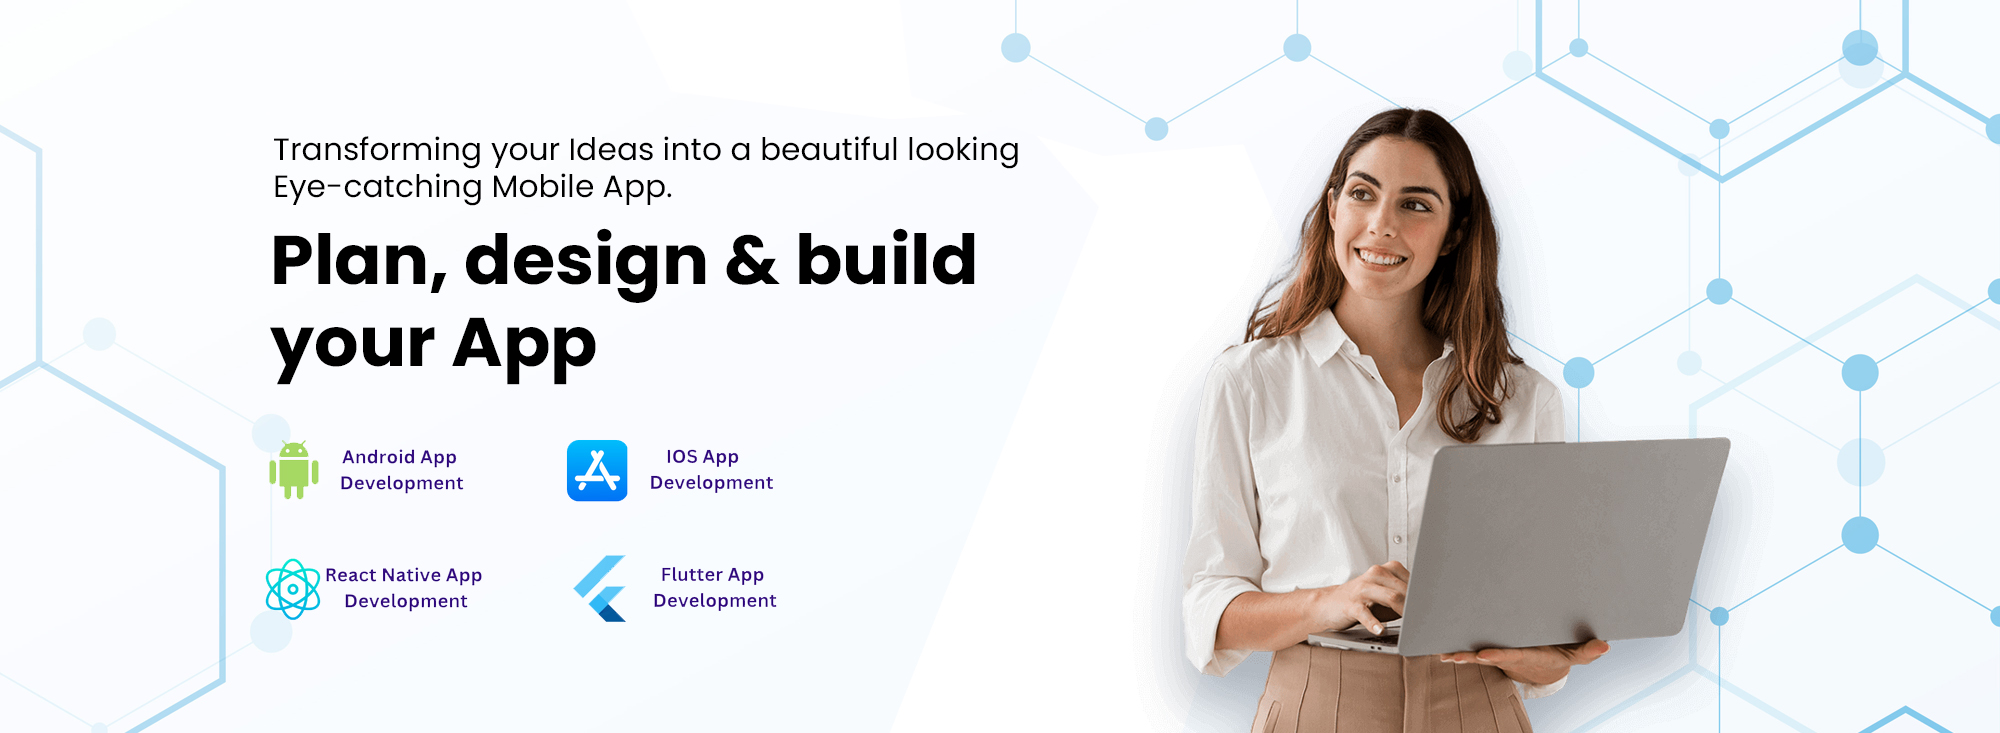 Transforming your Ideas into a beautiful looking
Eye-catching Mobile App.
Plan, design & build
your App
Android App
Development
IOS App
Development
React Native App
Development
Flutter App
Development